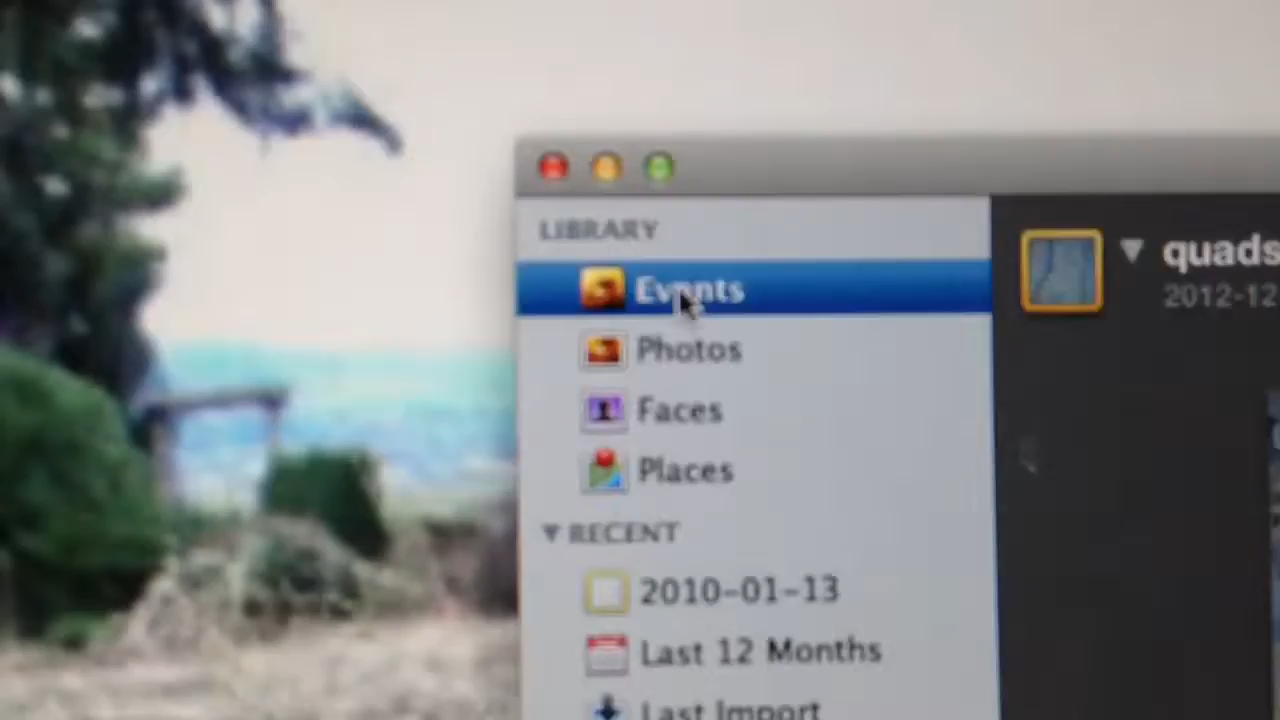 LIBRARY
Events
quads
2012-12
Photos
Faces
Places
RECENT
2010-01-13
Last 12 Months
Last Import